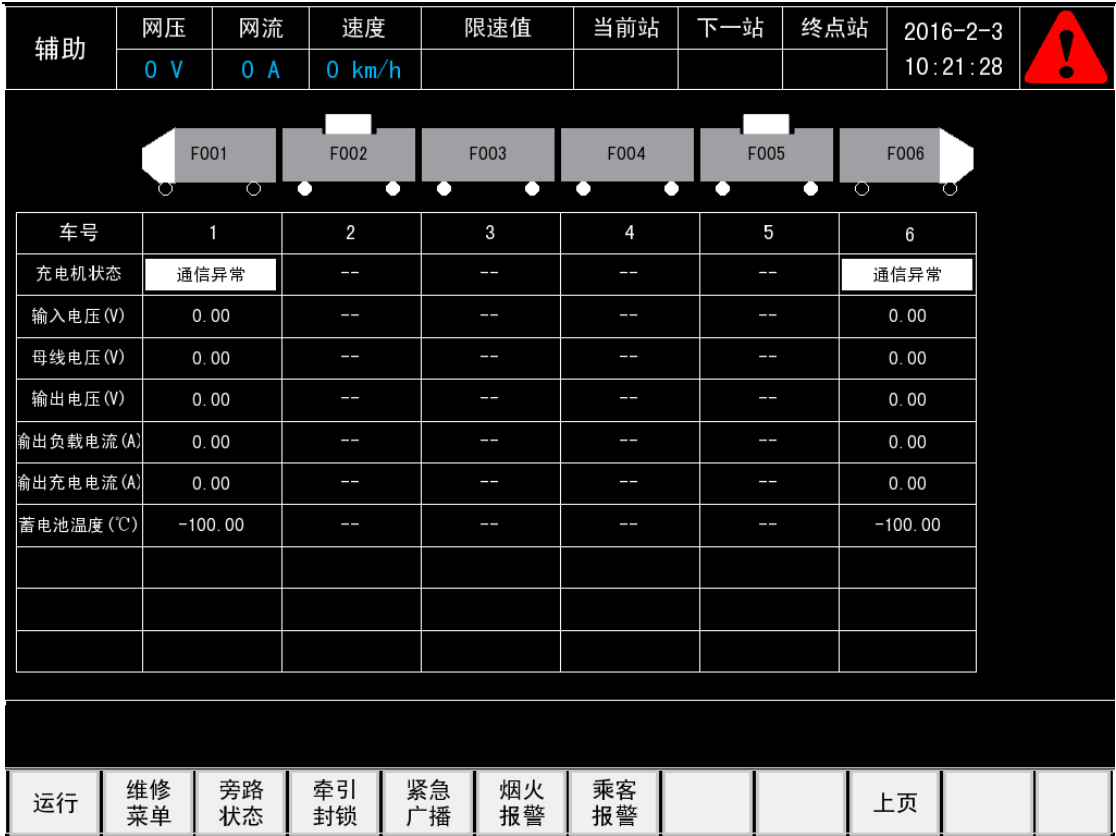 辅助
网压 网流 速度 限速值 当前站 下一站 终点站
0 V 0 A 0 km/h
2016-2-3
10:21:28
F001 F002 F003 F004 F005 F006
车号 1 2 3 4 5 6
充电机状态 通信异常 -- -- -- -- 通信异常
输入电压(V) 0.00 -- -- -- -- 0.00
母线电压(V) 0.00 -- -- -- -- 0.00
输出电压(V) 0.00 -- -- -- -- 0.00
输出负载电流(A) 0.00 -- -- -- -- 0.00
输出充电电流(A) 0.00 -- -- -- -- 0.00
蓄电池温度(℃) -100.00 -- -- -- -- -100.00
运行
维修
菜单
旁路
状态
牵引
封锁
紧急
广播
烟火
报警
乘客
报警
上页